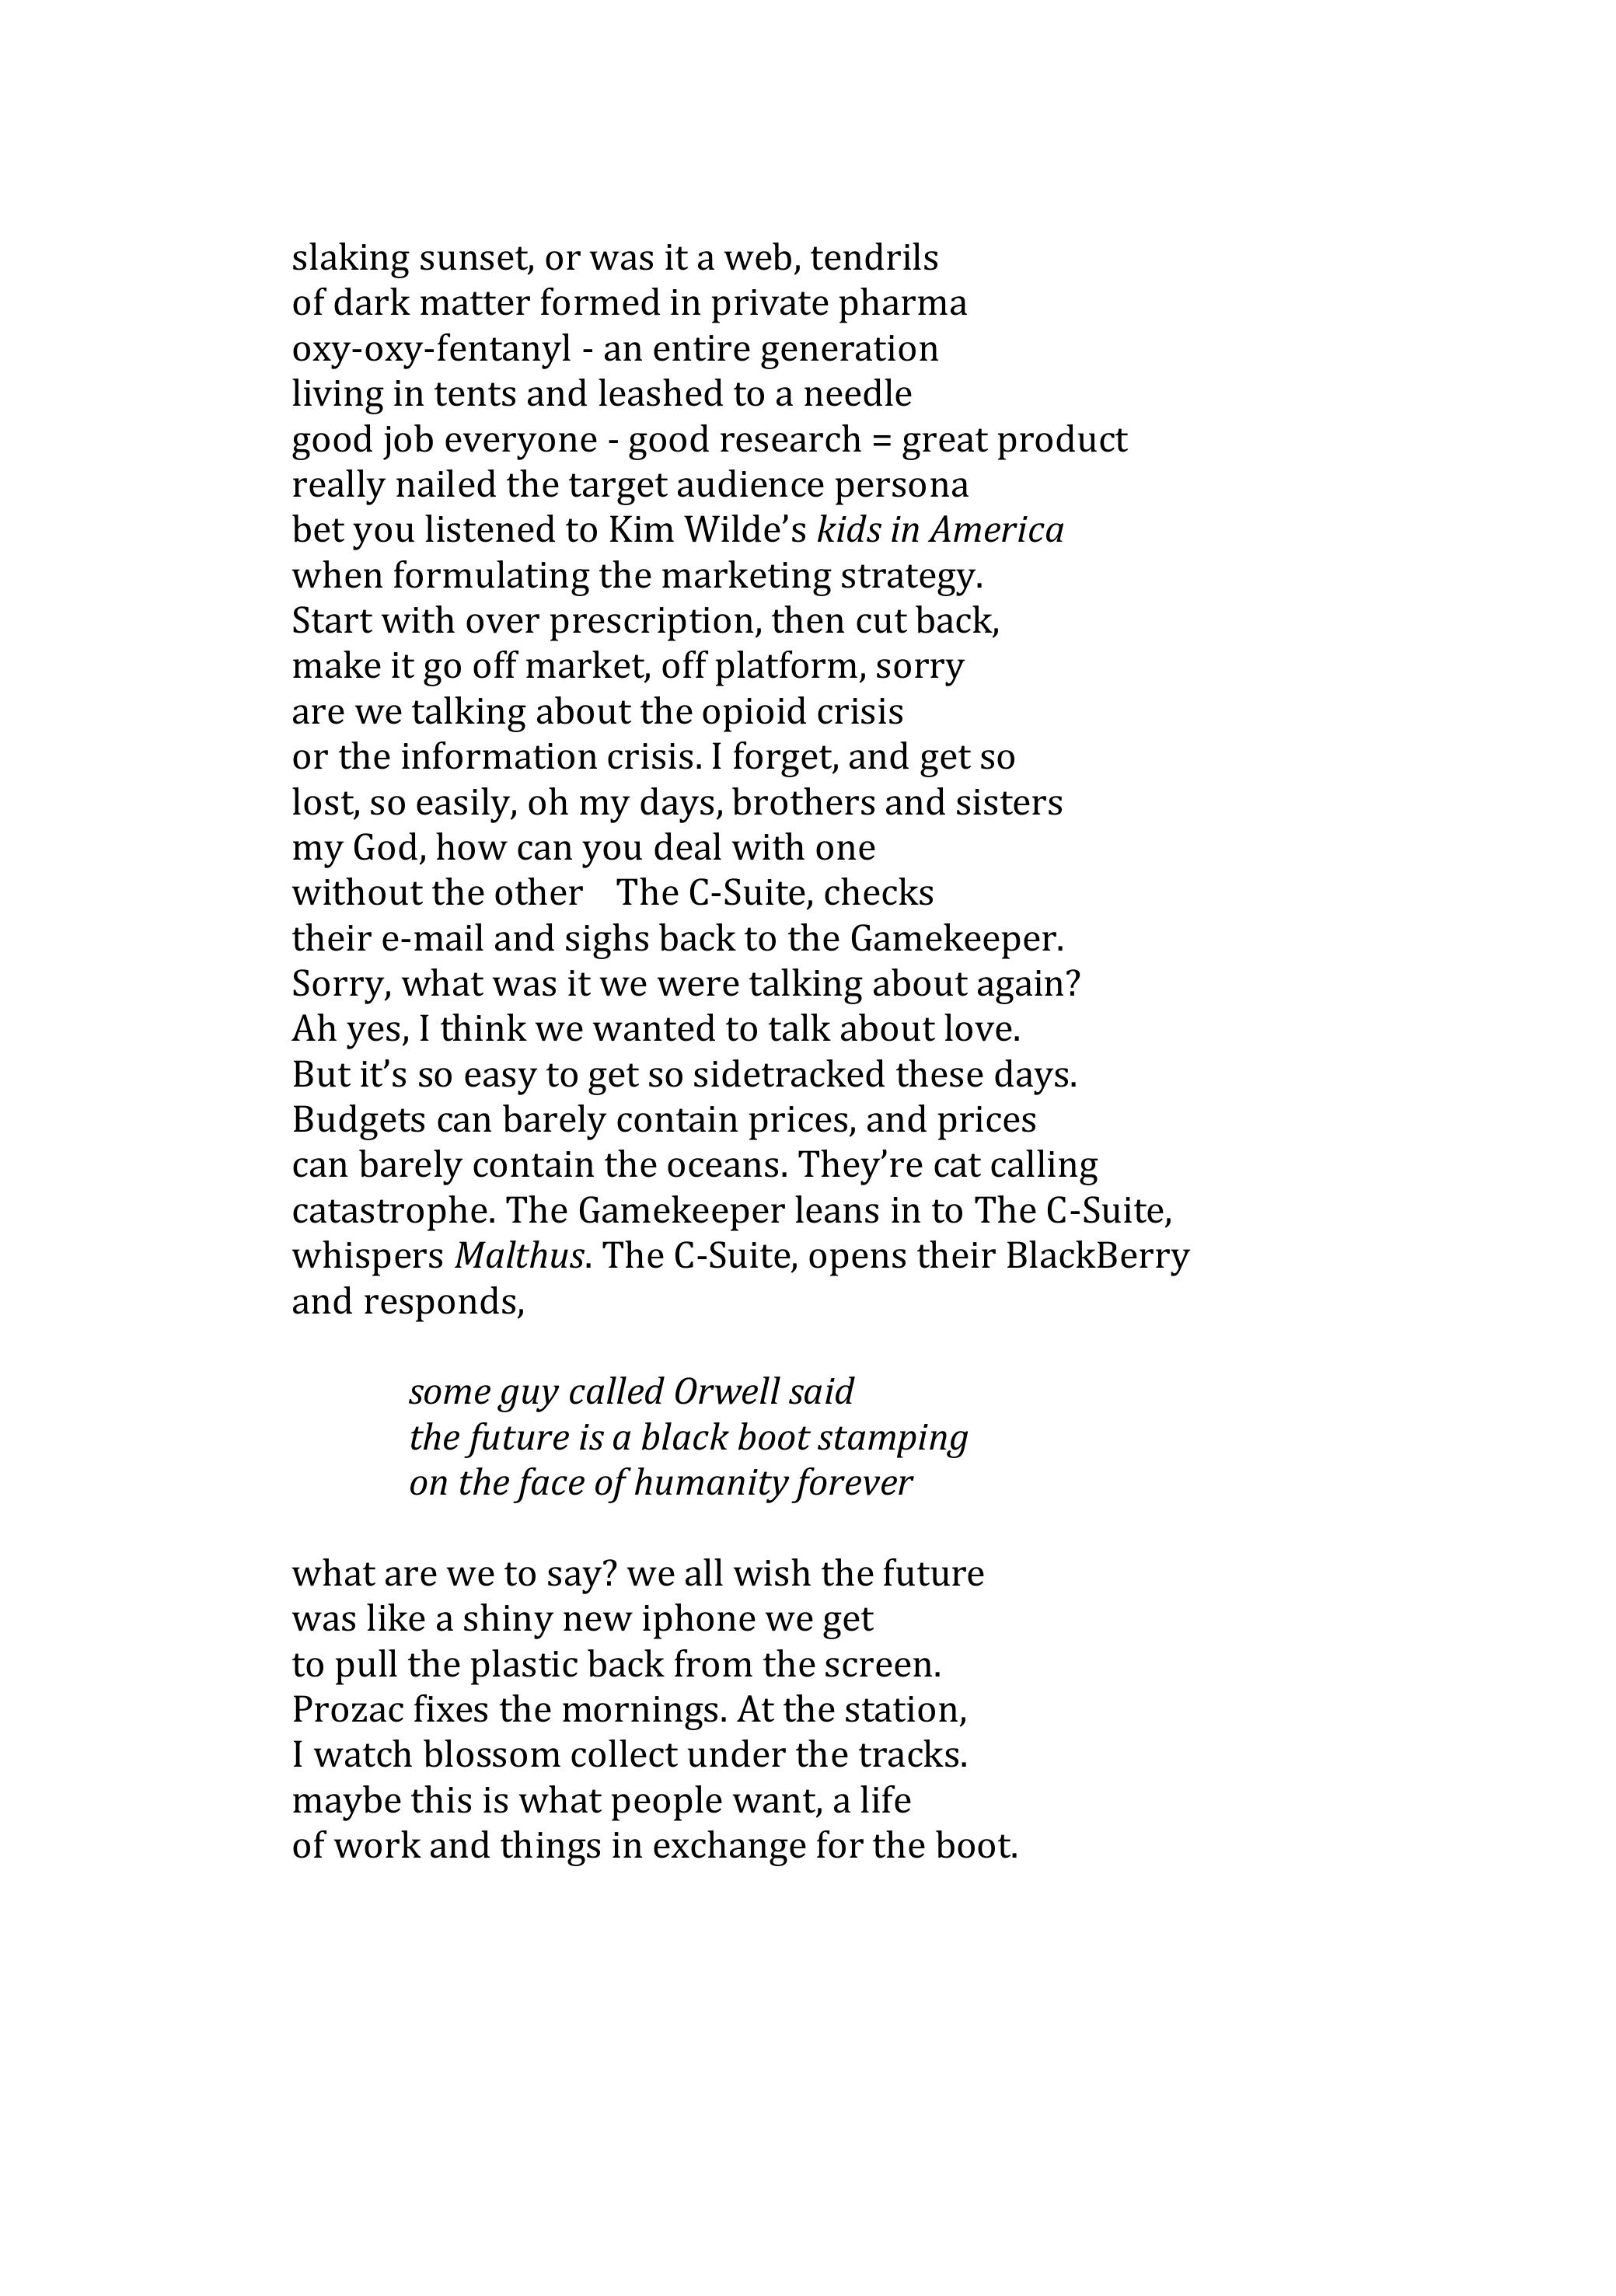 slaking sunset, or was it a web, tendrils
of dark matter formed in private pharma
oxy-oxy-fentanyl - an entire generation
living in tents and leashed to a needle
good job everyone - good research = great product
really nailed the target audience persona
bet you listened to Kim Wilde’s kids in America
when formulating the marketing strategy.
Start with over prescription, then cut back,
make it go off market, off platform, sorry
are we talking about the opioid crisis
or the information crisis. I forget, and get so
lost, so easily, oh my days, brothers and sisters
my God, how can you deal with one
without the other    The C-Suite, checks
their e-mail and sighs back to the Gamekeeper.
Sorry, what was it we were talking about again?
Ah yes, I think we wanted to talk about love.
But it’s so easy to get so sidetracked these days.
Budgets can barely contain prices, and prices
can barely contain the oceans. They’re cat calling
catastrophe. The Gamekeeper leans in to The C-Suite,
whispers Malthus. The C-Suite, opens their BlackBerry
and responds,
some guy called Orwell said
the future is a black boot stamping
on the face of humanity forever
what are we to say? we all wish the future
was like a shiny new iphone we get
to pull the plastic back from the screen.
Prozac fixes the mornings. At the station,
I watch blossom collect under the tracks.
maybe this is what people want, a life
of work and things in exchange for the boot.